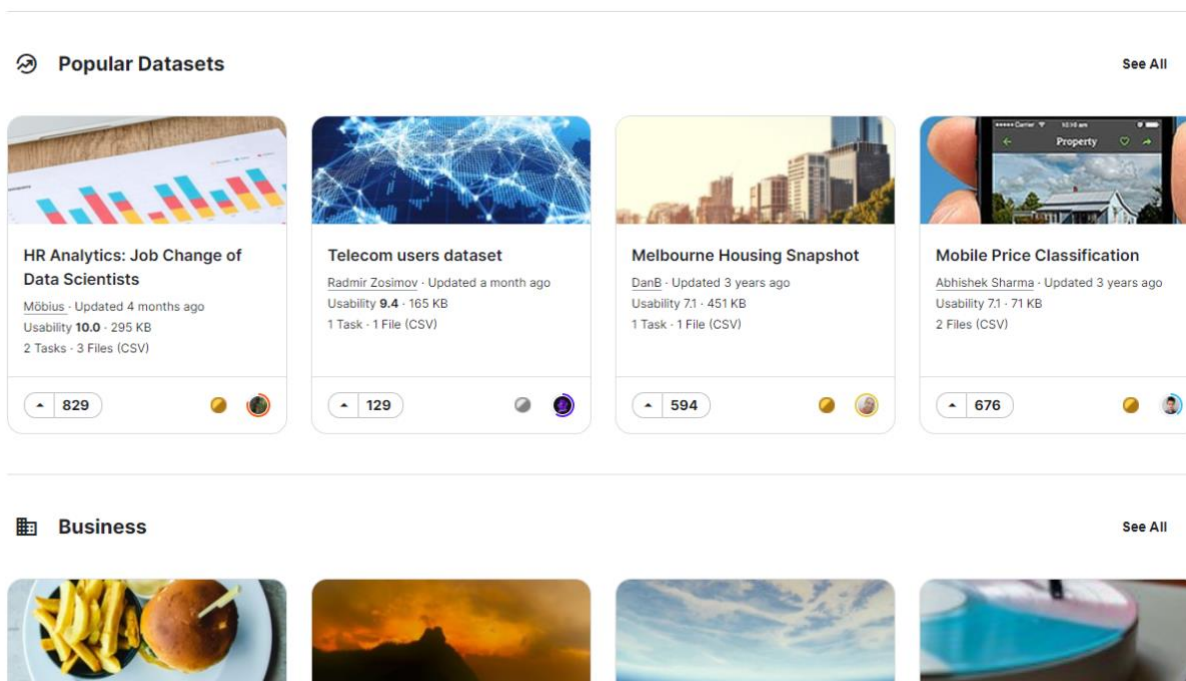 Popular Datasets
See All
HR Analytics: Job Change of
Data Scientists
Möbius · Updated 4 months ago
Usability 10.0 · 295 KB
2 Tasks · 3 Files (CSV)
829
Telecom users dataset
Radmir Zosimov · Updated a month ago
Usability 9.4 · 165 KB
1 Task · 1 File (CSV)
129
Melbourne Housing Snapshot
DanB · Updated 3 years ago
Usability 7.1 · 451 KB
1 Task · 1 File (CSV)
594
Carrier 10:10 am
Property
Mobile Price Classification
Abhishek Sharma · Updated 3 years ago
Usability 7.1 · 71 KB
2 Files (CSV)
676
Business
See All